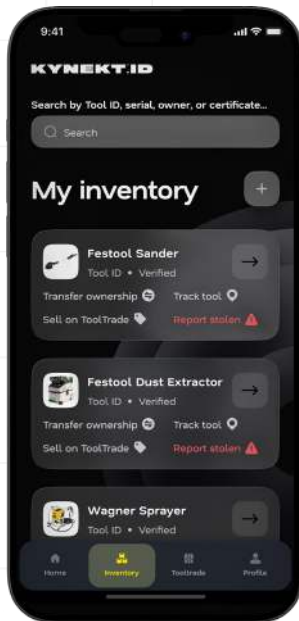 9:41
KYNEKT.ID
Search by Tool ID, serial, owner, or certificate...
Search
My inventory
Festool Sander
Tool ID • Verified
Transfer ownership Track tool
Sell on ToolTrade Report stolen
Festool Dust Extractor
Tool ID • Verified
Transfer ownership Track tool
Sell on ToolTrade Report stolen
Wagner Sprayer
Tool ID • Verified
Home Inventory Tooltrade Profile